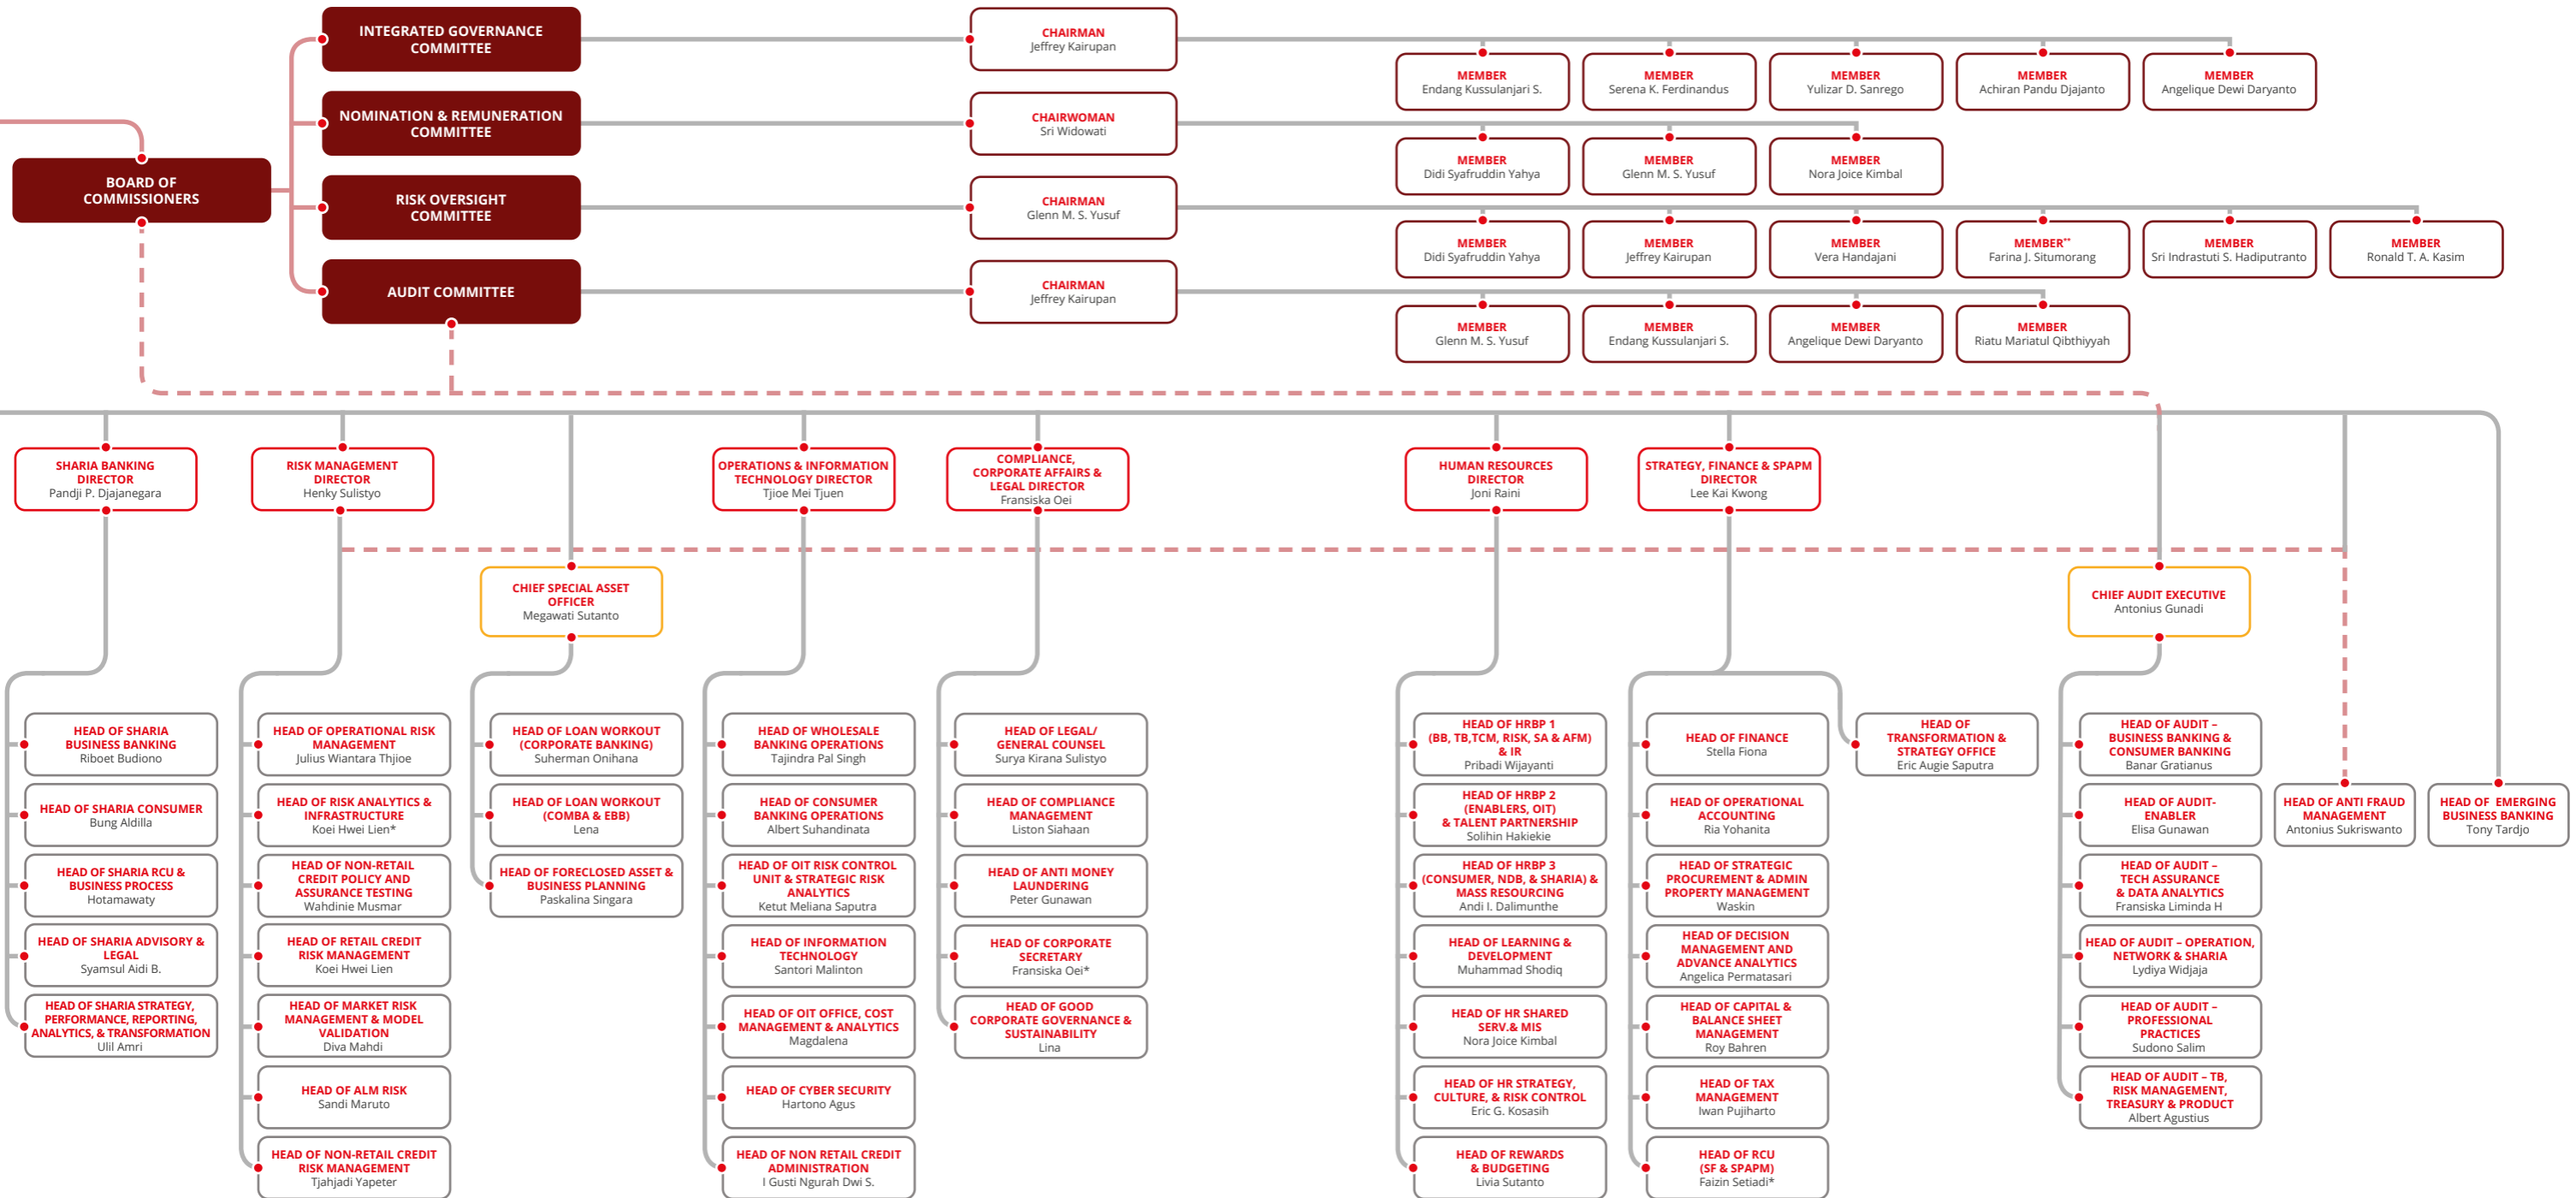 INTEGRATED GOVERNANCE
COMMITTEE
CHAIRMAN
Jeffrey Kairupan
MEMBER
Endang Kussulanjari S.
MEMBER
Serena K. Ferdinandus
MEMBER
Yulizar D. Sanrego
MEMBER
Achiran Pandu Djajanto
MEMBER
Angelique Dewi Daryanto
NOMINATION & REMUNERATION
COMMITTEE
CHAIRWOMAN
Sri Widowati
MEMBER
Didi Syafruddin Yahya
MEMBER
Glenn M. S. Yusuf
MEMBER
Nora Joice Kimbal
BOARD OF
COMMISSIONERS
RISK OVERSIGHT
COMMITTEE
CHAIRMAN
Glenn M. S. Yusuf
MEMBER
Didi Syafruddin Yahya
MEMBER
Jeffrey Kairupan
MEMBER
Vera Handajani
MEMBER**
Farina J. Situmorang
MEMBER
Sri Indrastuti S. Hadiputranto
MEMBER
Ronald T. A. Kasim
AUDIT COMMITTEE
CHAIRMAN
Jeffrey Kairupan
MEMBER
Glenn M. S. Yusuf
MEMBER
Endang Kussulanjari S.
MEMBER
Angelique Dewi Daryanto
MEMBER
Riatu Mariatul Qibthiyyah
SHARIA BANKING
DIRECTOR
Pandji P. Djajanegara
RISK MANAGEMENT
DIRECTOR
Henky Sulistyo
OPERATIONS & INFORMATION
TECHNOLOGY DIRECTOR
Tjioe Mei Tjuen
COMPLIANCE,
CORPORATE AFFAIRS &
LEGAL DIRECTOR
Fransiska Oei
HUMAN RESOURCES
DIRECTOR
Joni Raini
STRATEGY, FINANCE & SPAPM
DIRECTOR
Lee Kai Kwong
CHIEF SPECIAL ASSET
OFFICER
Megawati Sutanto
CHIEF AUDIT EXECUTIVE
Antonius Gunadi
HEAD OF SHARIA
BUSINESS BANKING
Riboet Budiono
HEAD OF SHARIA CONSUMER
Bung Aldilla
HEAD OF SHARIA RCU &
BUSINESS PROCESS
Hotamawaty
HEAD OF SHARIA ADVISORY &
LEGAL
Syamsul Aidi B.
HEAD OF SHARIA STRATEGY,
PERFORMANCE, REPORTING,
ANALYTICS, & TRANSFORMATION
Ulil Amri
HEAD OF OPERATIONAL RISK
MANAGEMENT
Julius Wiantara Thjioe
HEAD OF RISK ANALYTICS &
INFRASTRUCTURE
Koei Hwei Lien*
HEAD OF NON-RETAIL
CREDIT POLICY AND
ASSURANCE TESTING
Wahdinie Musmar
HEAD OF RETAIL CREDIT
RISK MANAGEMENT
Koei Hwei Lien
HEAD OF MARKET RISK
MANAGEMENT & MODEL
VALIDATION
Diva Mahdi
HEAD OF ALM RISK
Sandi Maruto
HEAD OF NON-RETAIL CREDIT
RISK MANAGEMENT
Tjahjadi Yapeter
HEAD OF LOAN WORKOUT
(CORPORATE BANKING)
Suherman Onihana
HEAD OF LOAN WORKOUT
(COMBA & EBB)
Lena
HEAD OF FORECLOSED ASSET &
BUSINESS PLANNING
Paskalina Singara
HEAD OF WHOLESALE
BANKING OPERATIONS
Tajindra Pal Singh
HEAD OF CONSUMER
BANKING OPERATIONS
Albert Suhandinata
HEAD OF OIT RISK CONTROL
UNIT & STRATEGIC RISK
ANALYTICS
Ketut Meliana Saputra
HEAD OF INFORMATION
TECHNOLOGY
Santori Malinton
HEAD OF OIT OFFICE, COST
MANAGEMENT & ANALYTICS
Magdalena
HEAD OF CYBER SECURITY
Hartono Agus
HEAD OF NON RETAIL CREDIT
ADMINISTRATION
I Gusti Ngurah Dwi S.
HEAD OF LEGAL/
GENERAL COUNSEL
Surya Kirana Sulistyo
HEAD OF COMPLIANCE
MANAGEMENT
Liston Siahaan
HEAD OF ANTI MONEY
LAUNDERING
Peter Gunawan
HEAD OF CORPORATE
SECRETARY
Fransiska Oei*
HEAD OF GOOD
CORPORATE GOVERNANCE &
SUSTAINABILITY
Lina
HEAD OF HRBP 1
(BB, TB,TCM, RISK, SA & AFM)
& IR
Pribadi Wijayanti
HEAD OF HRBP 2
(ENABLERS, OIT)
& TALENT PARTNERSHIP
Solihin Hakiekie
HEAD OF HRBP 3
(CONSUMER, NDB, & SHARIA) &
MASS RESOURCING
Andi I. Dalimunthe
HEAD OF LEARNING &
DEVELOPMENT
Muhammad Shodiq
HEAD OF HR SHARED
SERV.& MIS
Nora Joice Kimbal
HEAD OF HR STRATEGY,
CULTURE, & RISK CONTROL
Eric G. Kosasih
HEAD OF REWARDS
& BUDGETING
Livia Sutanto
HEAD OF FINANCE
Stella Fiona
HEAD OF OPERATIONAL
ACCOUNTING
Ria Yohanita
HEAD OF STRATEGIC
PROCUREMENT & ADMIN
PROPERTY MANAGEMENT
Waskin
HEAD OF DECISION
MANAGEMENT AND
ADVANCE ANALYTICS
Angelica Permatasari
HEAD OF CAPITAL &
BALANCE SHEET
MANAGEMENT
Roy Bahren
HEAD OF TAX
MANAGEMENT
Iwan Pujiharto
HEAD OF RCU
(SF & SPAPM)
Faizin Setiadi*
HEAD OF
TRANSFORMATION &
STRATEGY OFFICE
Eric Augie Saputra
HEAD OF AUDIT –
BUSINESS BANKING &
CONSUMER BANKING
Banar Gratianus
HEAD OF AUDIT-
ENABLER
Elisa Gunawan
HEAD OF AUDIT –
TECH ASSURANCE
& DATA ANALYTICS
Fransiska Liminda H
HEAD OF AUDIT – OPERATION,
NETWORK & SHARIA
Lydiya Widjaja
HEAD OF AUDIT –
PROFESSIONAL
PRACTICES
Sudono Salim
HEAD OF AUDIT – TB,
RISK MANAGEMENT,
TREASURY & PRODUCT
Albert Agustius
HEAD OF ANTI FRAUD
MANAGEMENT
Antonius Sukriswanto
HEAD OF EMERGING
BUSINESS BANKING
Tony Tardjo